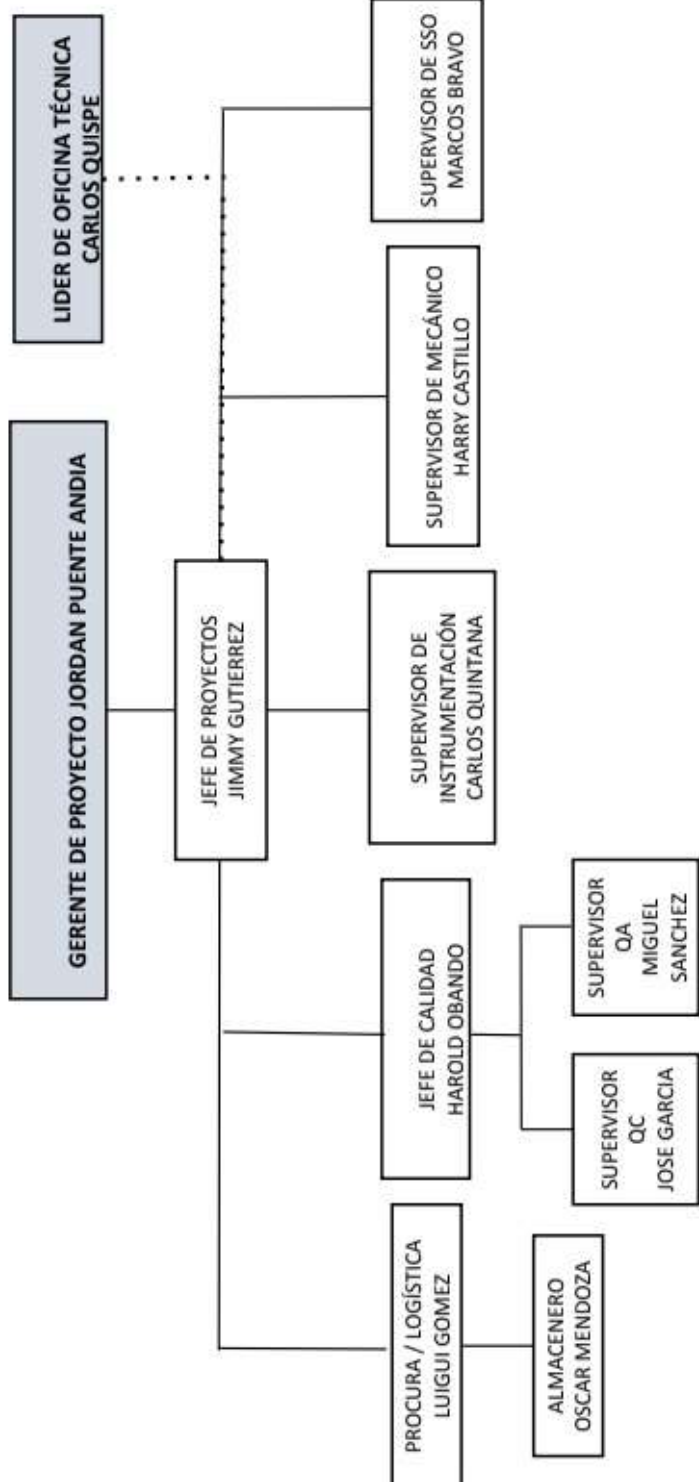 GERENTE DE PROYECTO JORDAN PUENTE ANDIA
LIDER DE OFICINA TÉCNICA
CARLOS QUISPE
JEFE DE PROYECTOS
JIMMY GUTIERREZ
PROCURA / LOGÍSTICA
LUIGUI GOMEZ
JEFE DE CALIDAD
HAROLD OBANDO
SUPERVISOR DE
INSTRUMENTACIÓN
CARLOS QUINTANA
SUPERVISOR DE MECÁNICO
HARRY CASTILLO
SUPERVISOR DE SSO
MARCOS BRAVO
ALMACENERO
OSCAR MENDOZA
SUPERVISOR
QC
JOSE GARCIA
SUPERVISOR
QA
MIGUEL
SANCHEZ